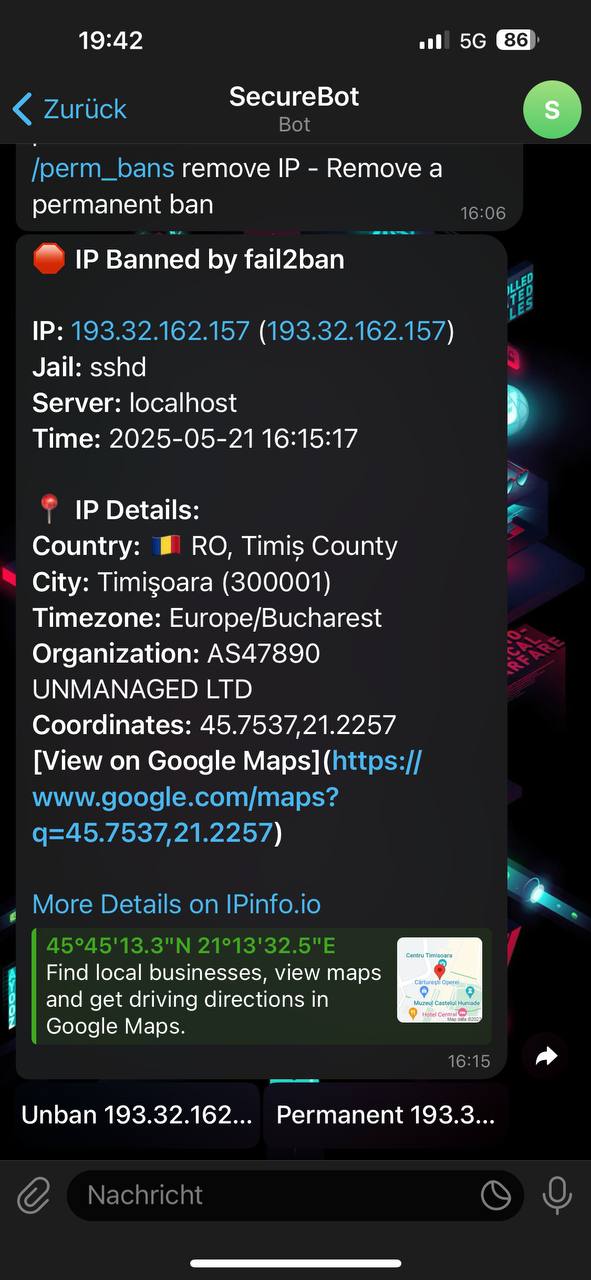 19:42
5G 86
Zurück
SecureBot
Bot
S
/perm_bans remove IP - Remove a
permanent ban
16:06
🛑 IP Banned by fail2ban
IP: 193.32.162.157 (193.32.162.157)
Jail: sshd
Server: localhost
Time: 2025-05-21 16:15:17
📍 IP Details:
Country: 🇷🇴 RO, Timiș County
City: Timişoara (300001)
Timezone: Europe/Bucharest
Organization: AS47890
UNMANAGED LTD
Coordinates: 45.7537,21.2257
[View on Google Maps](https://
www.google.com/maps?
q=45.7537,21.2257)
More Details on IPinfo.io
45°45'13.3"N 21°13'32.5"E
Find local businesses, view maps
and get driving directions in
Google Maps.
Centru Timisoara
Cărturești Operei
Muzeul Castelul Huniade
Hotel Central
16:15
Unban 193.32.162...
Permanent 193.3...
Nachricht